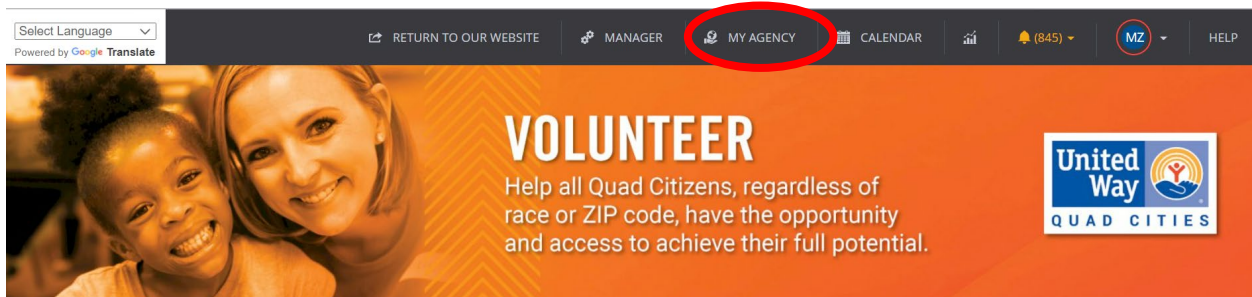 Select Language
Powered by Google Translate
RETURN TO OUR WEBSITE
MANAGER
MY AGENCY
CALENDAR
(845)
MZ
HELP
VOLUNTEER
Help all Quad Citizens, regardless of
race or ZIP code, have the opportunity
and access to achieve their full potential.
United
Way
QUAD CITIES